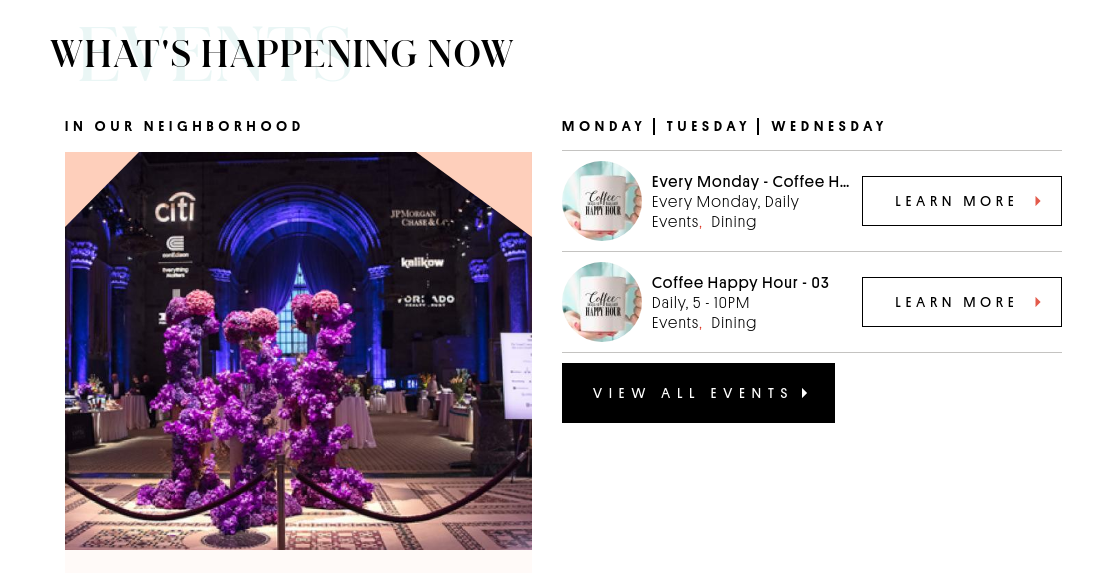 EVENTS
WHAT'S HAPPENING NOW
IN OUR NEIGHBORHOOD
citi
JPMORGAN
CHASE & Co.
conEdison
Everything
Matters
MONDAY | TUESDAY | WEDNESDAY
Coffee
HAPPY HOUR
Every Monday - Coffee H...
Every Monday, Daily
Events, Dining
LEARN MORE
Coffee
HAPPY HOUR
Coffee Happy Hour - 03
Daily, 5 - 10PM
Events, Dining
LEARN MORE
VIEW ALL EVENTS